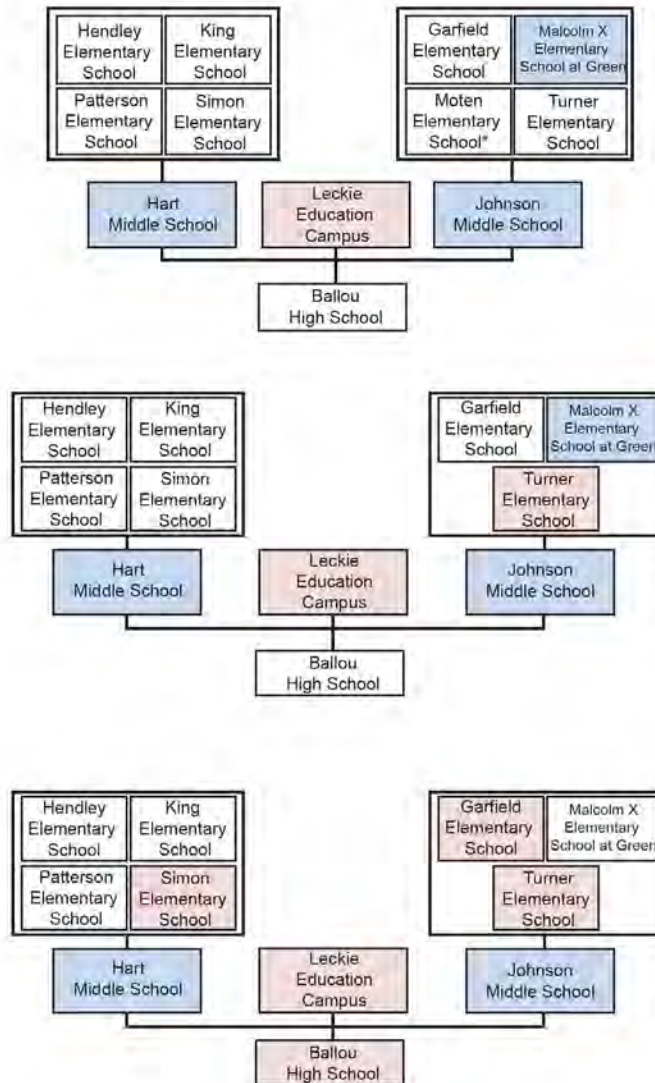 Hendley
Elementary
School
King
Elementary
School
Patterson
Elementary
School
Simon
Elementary
School
Garfield
Elementary
School
Malcolm X
Elementary
School at Green
Moten
Elementary
School*
Turner
Elementary
School
Hart
Middle School
Leckie
Education
Campus
Johnson
Middle School
Ballou
High School
Hendley
Elementary
School
King
Elementary
School
Patterson
Elementary
School
Simon
Elementary
School
Garfield
Elementary
School
Malcolm X
Elementary
School at Green
Turner
Elementary
School
Hart
Middle School
Leckie
Education
Campus
Johnson
Middle School
Ballou
High School
Hendley
Elementary
School
King
Elementary
School
Patterson
Elementary
School
Simon
Elementary
School
Garfield
Elementary
School
Malcolm X
Elementary
School at Green
Turner
Elementary
School
Hart
Middle School
Leckie
Education
Campus
Johnson
Middle School
Ballou
High School